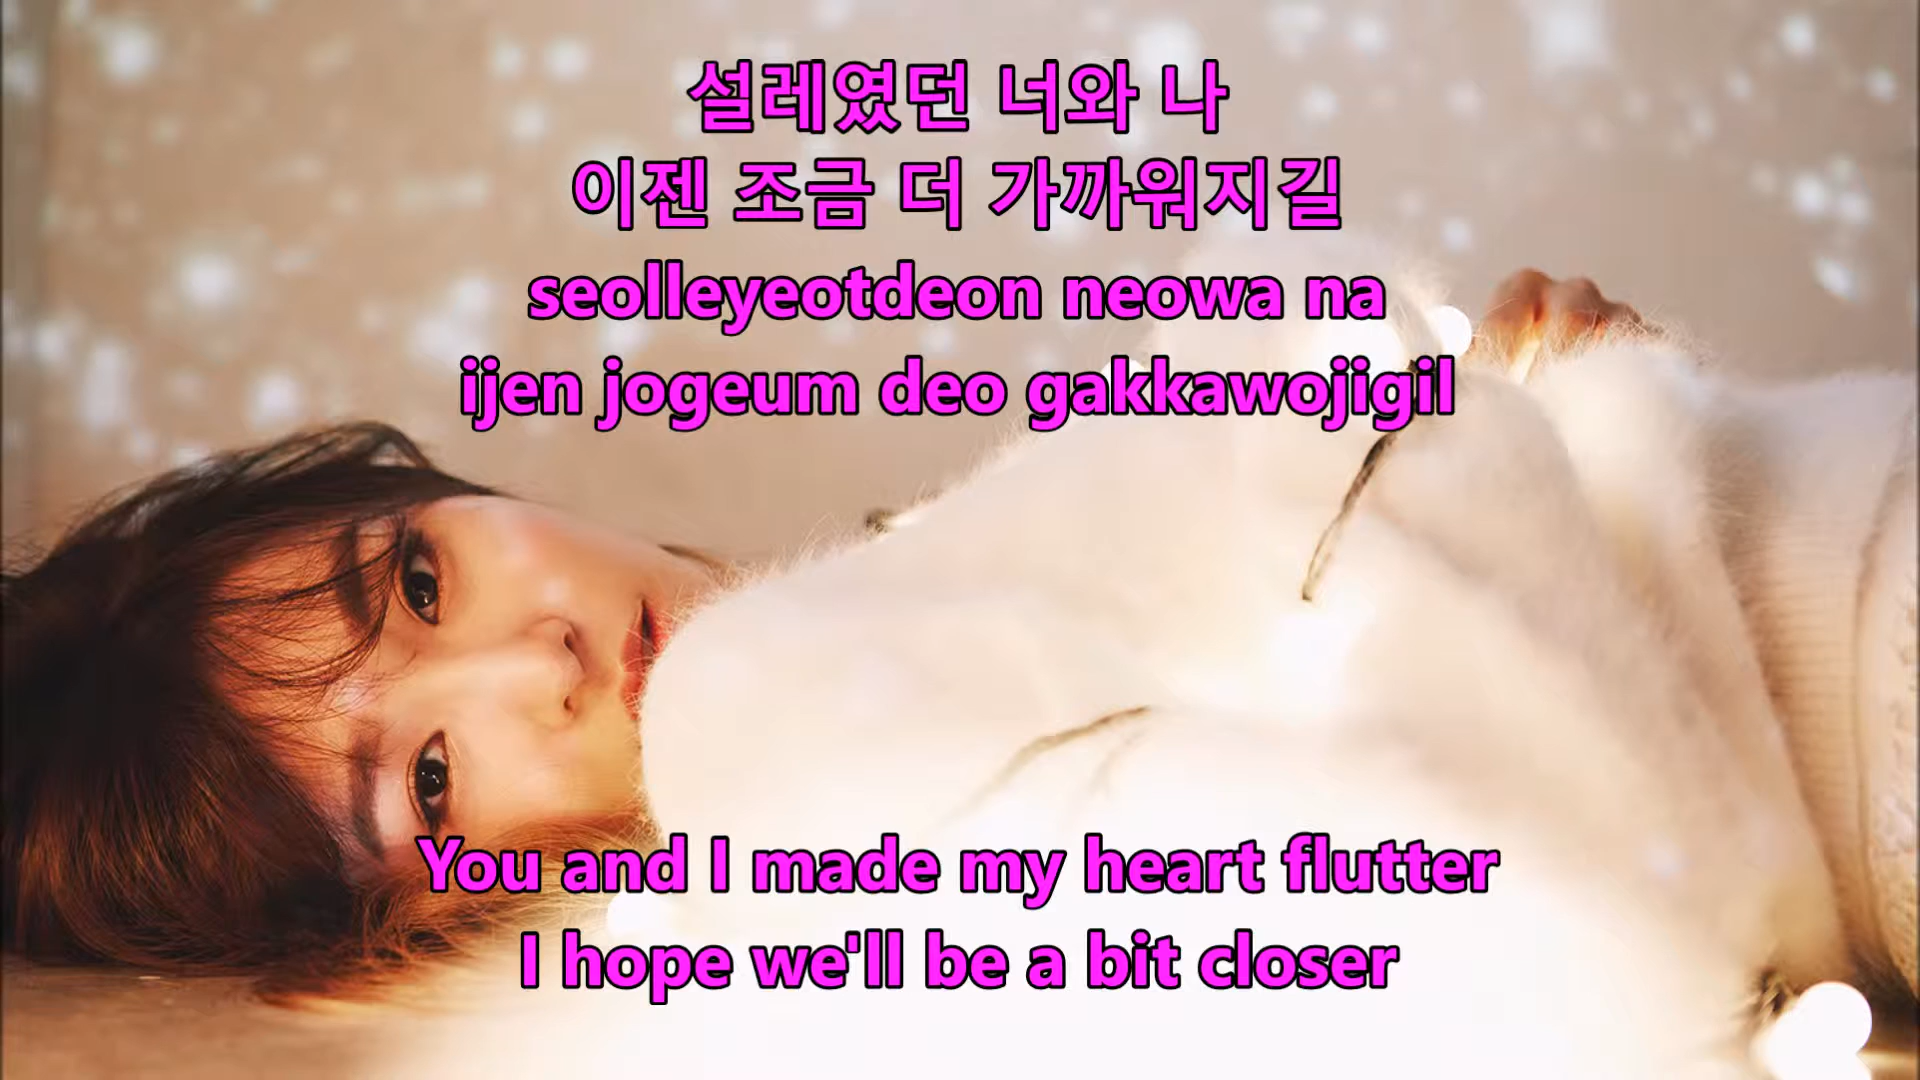 설레였던 너와 나
이젠 조금 더 가까워지길
seolleyeotdeon neowa na
ijen jogeum deo gakkawojigil
You and I made my heart flutter
I hope we'll be a bit closer